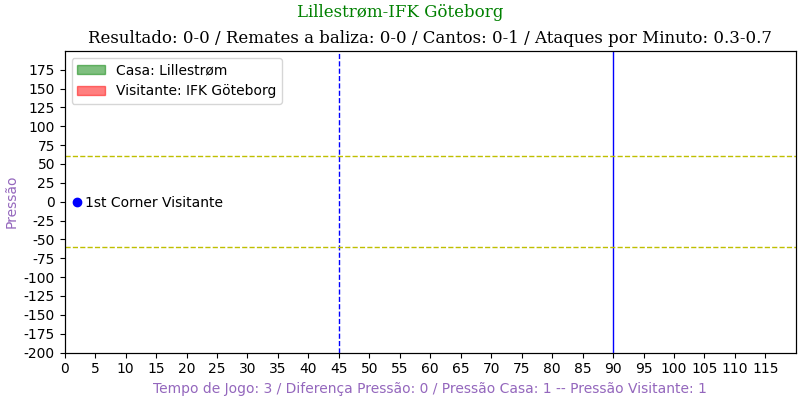 Lillestrøm-IFK Göteborg
Resultado: 0-0 / Remates a baliza: 0-0 / Cantos: 0-1 / Ataques por Minuto: 0.3-0.7
Casa: Lillestrøm
Visitante: IFK Göteborg
175
150
125
100
75
50
25
0
-25
-50
-75
-100
-125
-150
-175
-200
Pressão
1st Corner Visitante
0 5 10 15 20 25 30 35 40 45 50 55 60 65 70 75 80 85 90 95 100 105 110 115
Tempo de Jogo: 3 / Diferença Pressão: 0 / Pressão Casa: 1 -- Pressão Visitante: 1